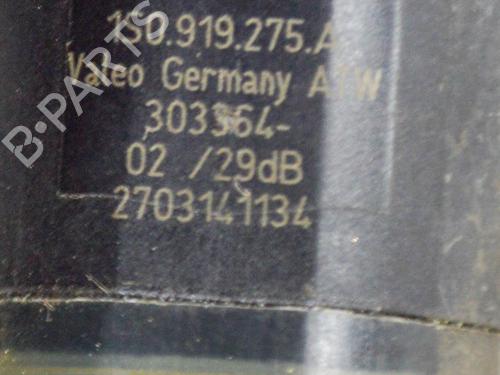 1S0.919.275.A
Valeo Germany ATW
303364-
02 /29dB
2703141134
B-PARTS